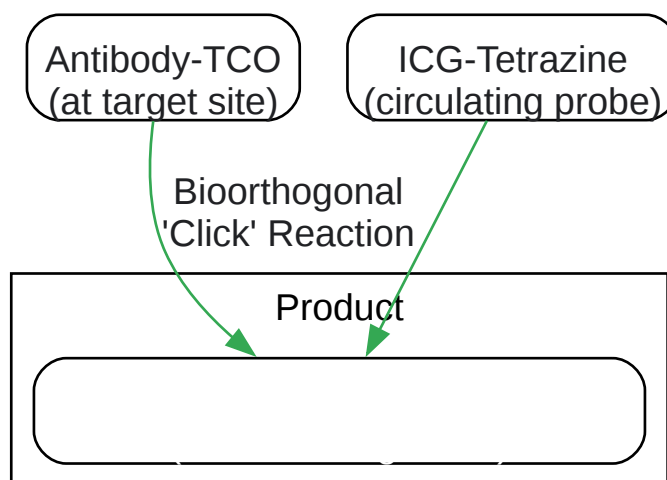 Antibody-TCO
(at target site)
ICG-Tetrazine
(circulating probe)
Bioorthogonal
'Click' Reaction
Product